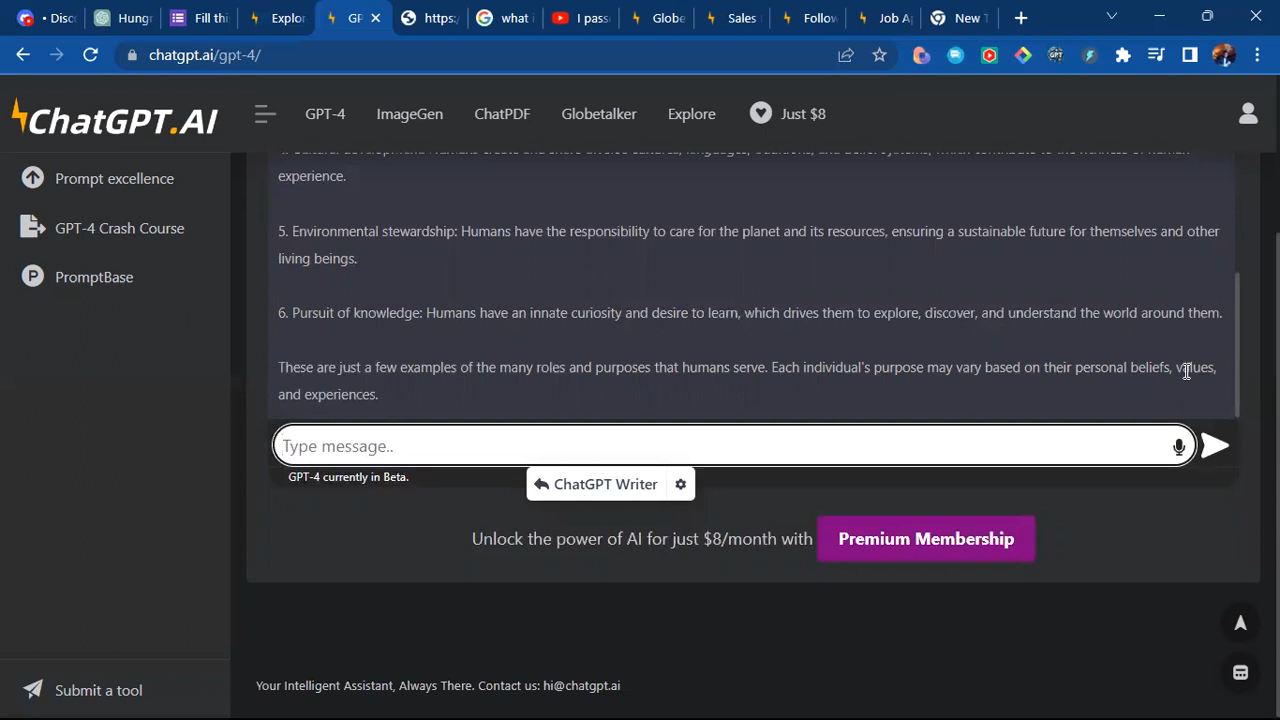 Disco
Hungr
Fill thi
Explor
GP
https:/
what i
I pass
Globe
Sales
Follow
Job Ap
New T
chatgpt.ai/gpt-4/
GPT
ChatGPT.AI
GPT-4
ImageGen
ChatPDF
Globetalker
Explore
Just $8
Prompt excellence
GPT-4 Crash Course
PromptBase
Submit a tool
experience.
5. Environmental stewardship: Humans have the responsibility to care for the planet and its resources, ensuring a sustainable future for themselves and other
living beings.
6. Pursuit of knowledge: Humans have an innate curiosity and desire to learn, which drives them to explore, discover, and understand the world around them.
These are just a few examples of the many roles and purposes that humans serve. Each individual's purpose may vary based on their personal beliefs, values,
and experiences.
Type message..
GPT-4 currently in Beta.
ChatGPT Writer
Unlock the power of AI for just $8/month with
Premium Membership
Your Intelligent Assistant, Always There. Contact us: hi@chatgpt.ai